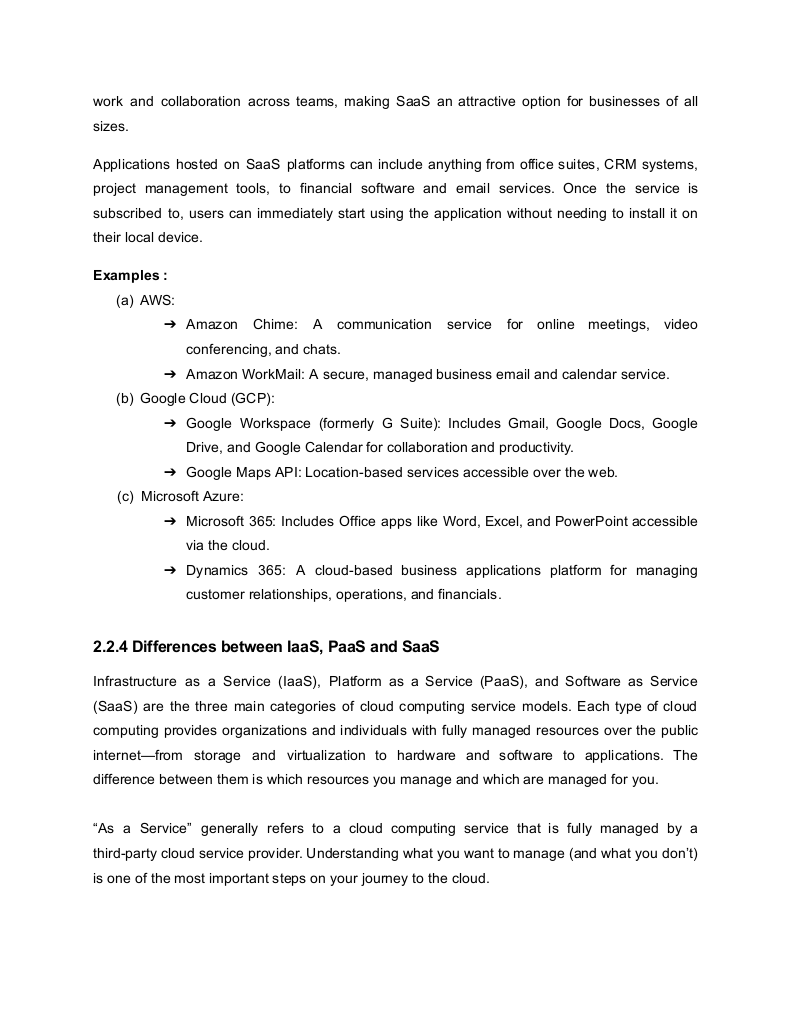 work and collaboration across teams, making SaaS an attractive option for businesses of all
sizes.
Applications hosted on SaaS platforms can include anything from office suites, CRM systems,
project management tools, to financial software and email services. Once the service is
subscribed to, users can immediately start using the application without needing to install it on
their local device.
Examples :
(a) AWS:
➔ Amazon Chime: A communication service for online meetings, video
conferencing, and chats.
➔ Amazon WorkMail: A secure, managed business email and calendar service.
(b) Google Cloud (GCP):
➔ Google Workspace (formerly G Suite): Includes Gmail, Google Docs, Google
Drive, and Google Calendar for collaboration and productivity.
➔ Google Maps API: Location-based services accessible over the web.
(c) Microsoft Azure:
➔ Microsoft 365: Includes Office apps like Word, Excel, and PowerPoint accessible
via the cloud.
➔ Dynamics 365: A cloud-based business applications platform for managing
customer relationships, operations, and financials.
2.2.4 Differences between IaaS, PaaS and SaaS
Infrastructure as a Service (IaaS), Platform as a Service (PaaS), and Software as Service
(SaaS) are the three main categories of cloud computing service models. Each type of cloud
computing provides organizations and individuals with fully managed resources over the public
internet—from storage and virtualization to hardware and software to applications. The
difference between them is which resources you manage and which are managed for you.
“As a Service” generally refers to a cloud computing service that is fully managed by a
third-party cloud service provider. Understanding what you want to manage (and what you don’t)
is one of the most important steps on your journey to the cloud.